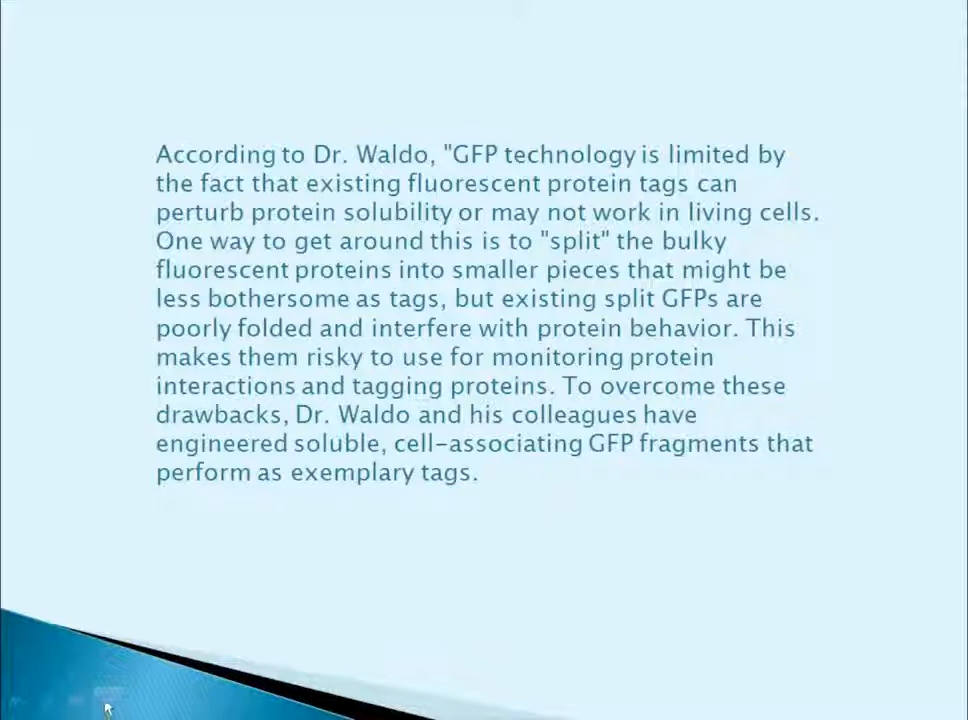 According to Dr. Waldo, "GFP technology is limited by
the fact that existing fluorescent protein tags can
perturb protein solubility or may not work in living cells.
One way to get around this is to "split" the bulky
fluorescent proteins into smaller pieces that might be
less bothersome as tags, but existing split GFPs are
poorly folded and interfere with protein behavior. This
makes them risky to use for monitoring protein
interactions and tagging proteins. To overcome these
drawbacks, Dr. Waldo and his colleagues have
engineered soluble, cell-associating GFP fragments that
perform as exemplary tags.